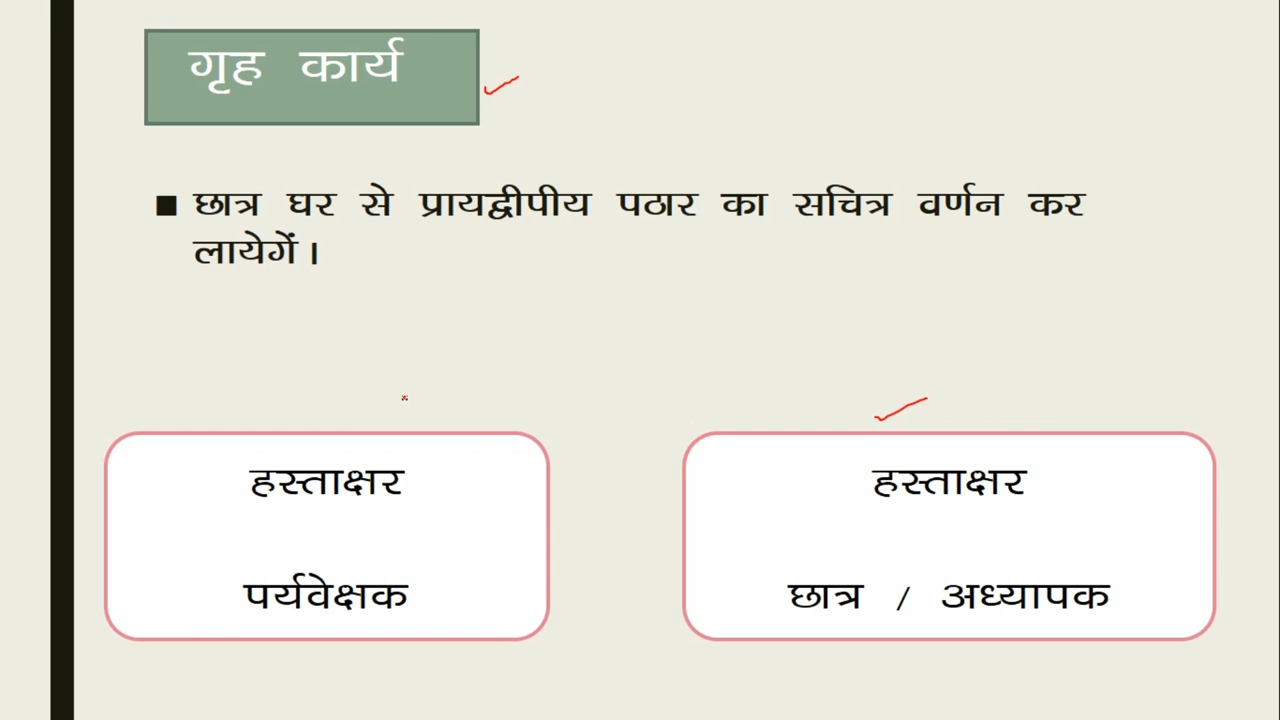 गृह कार्य
■ छात्र घर से प्रायद्वीपीय पठार का सचित्र वर्णन कर
लायेगें।
हस्ताक्षर
पर्यवेक्षक
हस्ताक्षर
छात्र / अध्यापक